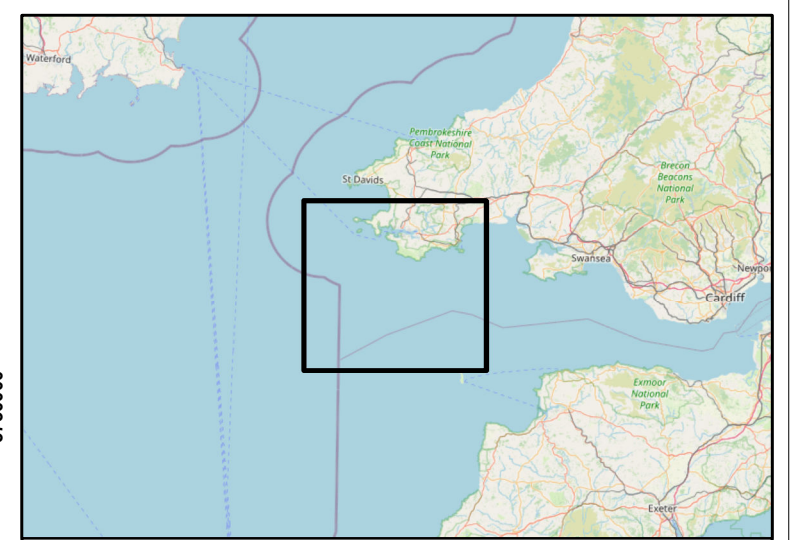 Waterford
Pembrokeshire
Coast National
Park
St Davids
Brecon
Beacons
National
Park
Swansea
Newpo
Cardiff
Exmoor
National
Park
Exeter